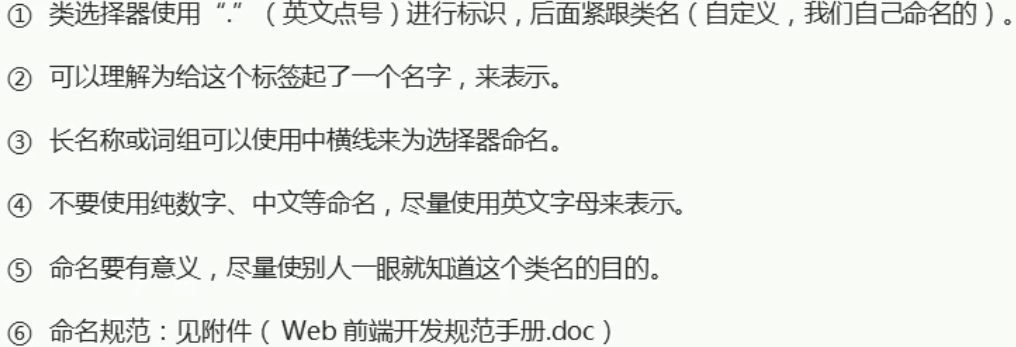 ① 类选择器使用“.”（英文点号）进行标识，后面紧跟类名（自定义，我们自己命名的）。
② 可以理解为给这个标签起了一个名字，来表示。
③ 长名称或词组可以使用中横线来为选择器命名。
④ 不要使用纯数字、中文等命名，尽量使用英文字母来表示。
⑤ 命名要有意义，尽量使别人一眼就知道这个类名的目的。
⑥ 命名规范：见附件（ Web 前端开发规范手册.doc）